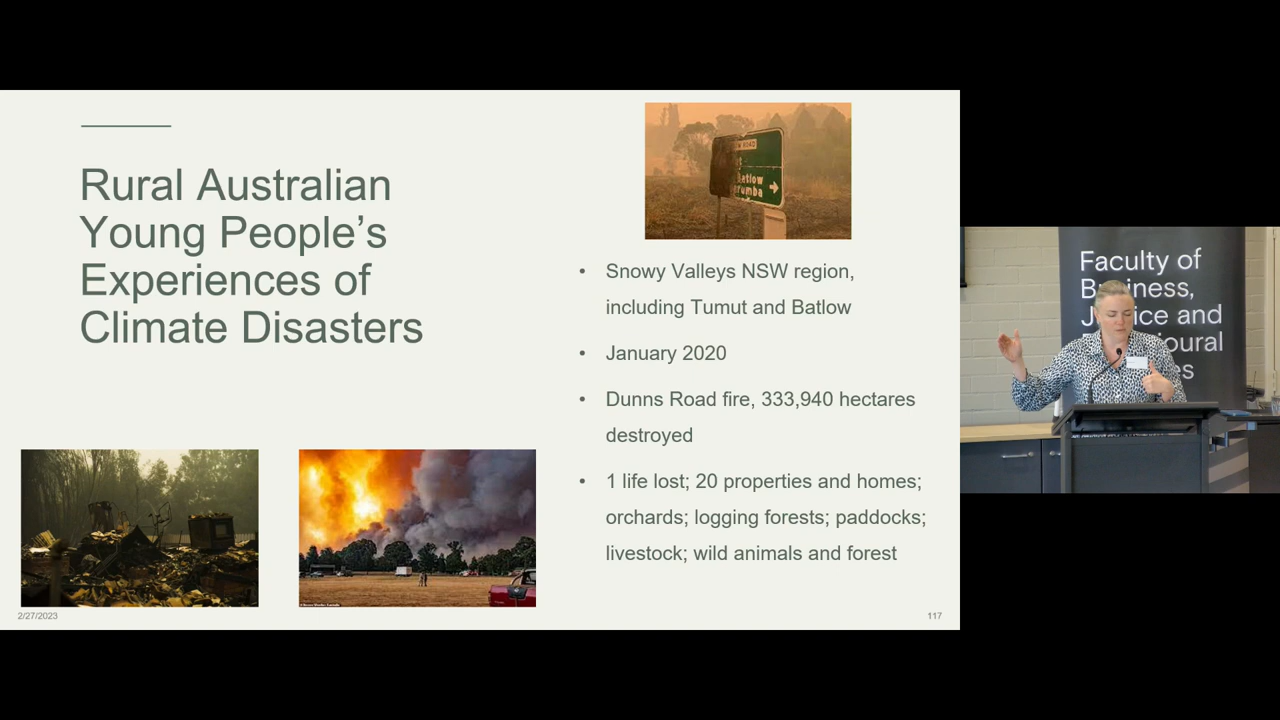 Rural Australian
Young People’s
Experiences of
Climate Disasters
ROAD
Batlow
• Snowy Valleys NSW region,
including Tumut and Batlow
• January 2020
• Dunns Road fire, 333,940 hectares
destroyed
• 1 life lost; 20 properties and homes;
orchards; logging forests; paddocks;
livestock; wild animals and forest
2/27/2023
117
Faculty of
Business,
Justice and